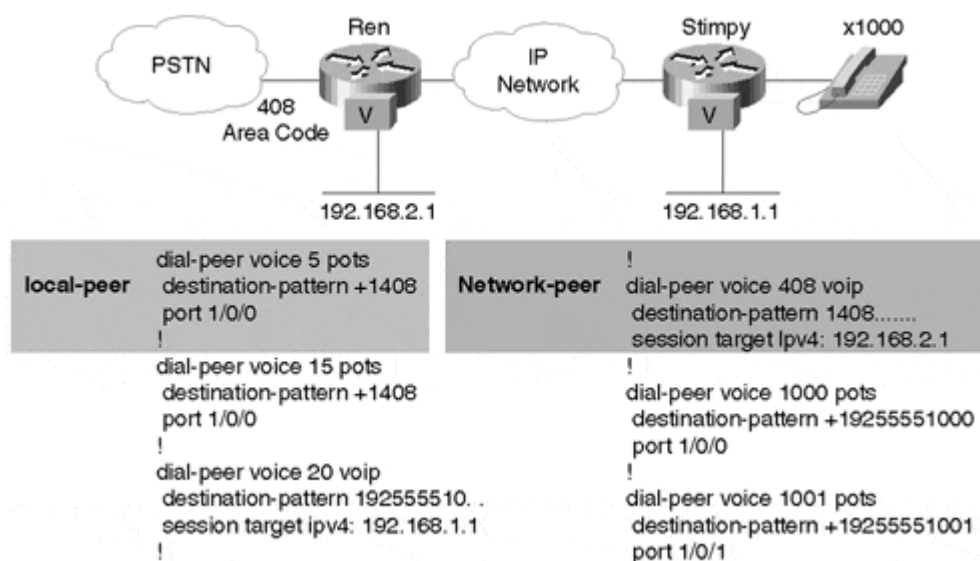 Ren
Stimpy
x1000
PSTN
IP
Network
408
Area Code
V
V
192.168.2.1
192.168.1.1
local-peer
dial-peer voice 5 pots
destination-pattern +1408
port 1/0/0
!
dial-peer voice 15 pots
destination-pattern +1408
port 1/0/0
!
dial-peer voice 20 voip
destination-pattern 192555510. .
session target ipv4: 192.168.1.1
!
Network-peer
!
dial-peer voice 408 voip
destination-pattern 1408.......
session target Ipv4: 192.168.2.1
!
dial-peer voice 1000 pots
destination-pattern +19255551000
port 1/0/0
!
dial-peer voice 1001 pots
destination-pattern +19255551001
port 1/0/1